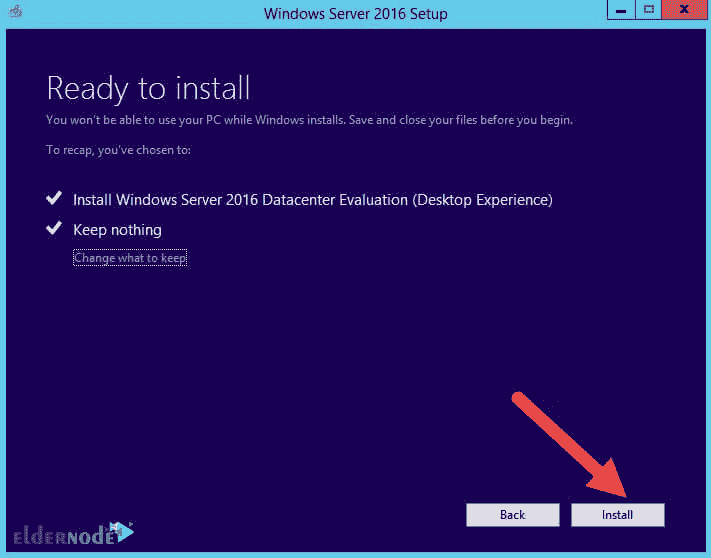 Windows Server 2016 Setup
Ready to install
You won't be able to use your PC while Windows installs. Save and close your files before you begin.
To recap, you've chosen to:
Install Windows Server 2016 Datacenter Evaluation (Desktop Experience)
Keep nothing
Change what to keep
Back
Install
ELDERNODE